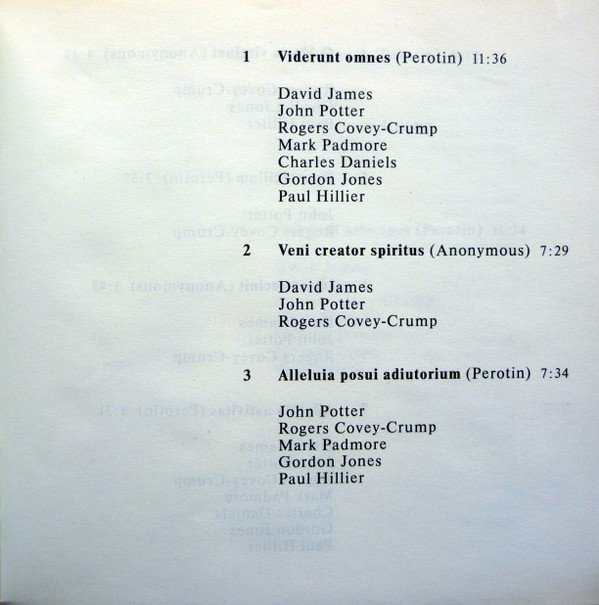 1 Viderunt omnes (Perotin) 11:36
David James
John Potter
Rogers Covey-Crump
Mark Padmore
Charles Daniels
Gordon Jones
Paul Hillier
2 Veni creator spiritus (Anonymous) 7:29
David James
John Potter
Rogers Covey-Crump
3 Alleluia posui adiutorium (Perotin) 7:34
John Potter
Rogers Covey-Crump
Mark Padmore
Gordon Jones
Paul Hillier